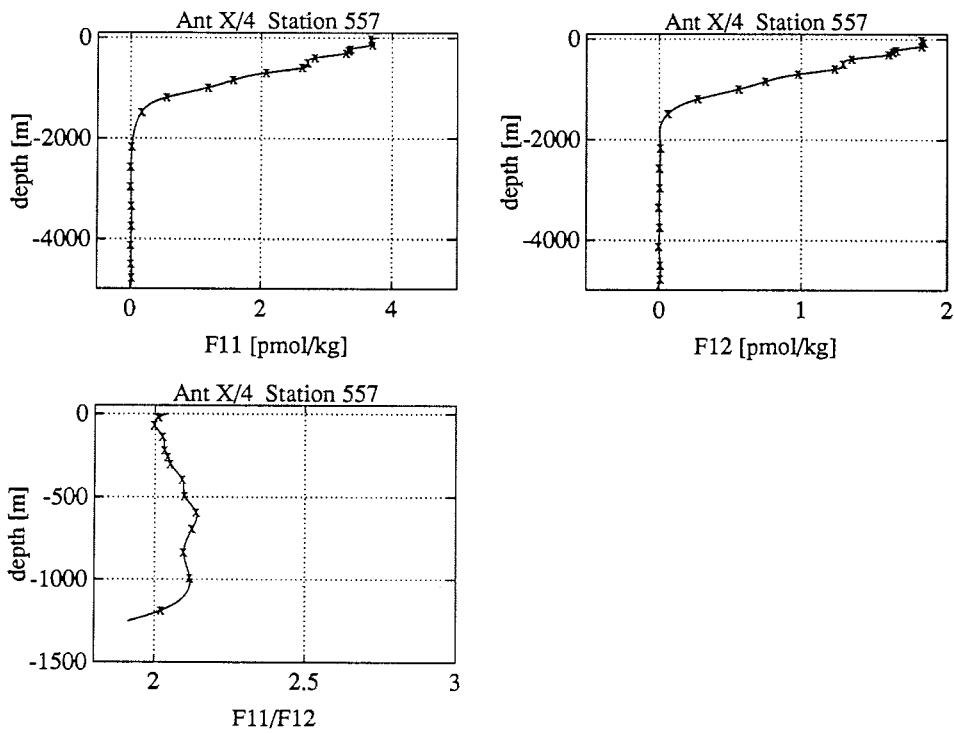 Ant X/4 Station 557
0
-2000
-4000
depth [m]
0 2 4
F11 [pmol/kg]
Ant X/4 Station 557
0
-2000
-4000
depth [m]
0 1 2
F12 [pmol/kg]
Ant X/4 Station 557
0
-500
-1000
-1500
depth [m]
2 2.5 3
F11/F12